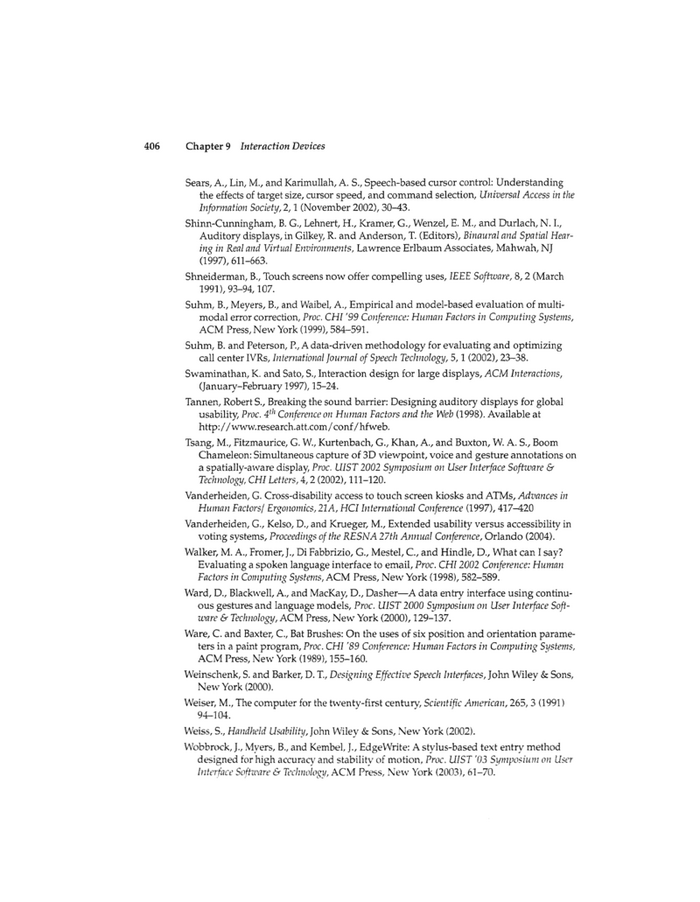 406 Chapter 9 Interaction Devices
Sears, A., Lin, M., and Karimullah, A. S., Speech-based cursor control: Understanding
the effects of target size, cursor speed, and command selection, Universal Access in the
Information Society, 2, 1 (November 2002), 30–43.
Shinn-Cunningham, B. G., Lehnert, H., Kramer, G., Wenzel, E. M., and Durlach, N. I.,
Auditory displays, in Gilkey, R. and Anderson, T. (Editors), Binaural and Spatial Hear-
ing in Real and Virtual Environments, Lawrence Erlbaum Associates, Mahwah, NJ
(1997), 611–663.
Shneiderman, B., Touch screens now offer compelling uses, IEEE Software, 8, 2 (March
1991), 93–94, 107.
Suhm, B., Meyers, B., and Waibel, A., Empirical and model-based evaluation of multi-
modal error correction, Proc. CHI '99 Conference: Human Factors in Computing Systems,
ACM Press, New York (1999), 584–591.
Suhm, B. and Peterson, P., A data-driven methodology for evaluating and optimizing
call center IVRs, International Journal of Speech Technology, 5, 1 (2002), 23–38.
Swaminathan, K. and Sato, S., Interaction design for large displays, ACM Interactions,
(January–February 1997), 15–24.
Tannen, Robert S., Breaking the sound barrier: Designing auditory displays for global
usability, Proc. 4th Conference on Human Factors and the Web (1998). Available at
http://www.research.att.com/conf/hfweb.
Tsang, M., Fitzmaurice, G. W., Kurtenbach, G., Khan, A., and Buxton, W. A. S., Boom
Chameleon: Simultaneous capture of 3D viewpoint, voice and gesture annotations on
a spatially-aware display, Proc. UIST 2002 Symposium on User Interface Software &
Technology, CHI Letters, 4, 2 (2002), 111–120.
Vanderheiden, G. Cross-disability access to touch screen kiosks and ATMs, Advances in
Human Factors/ Ergonomics, 21A, HCI International Conference (1997), 417–420
Vanderheiden, G., Kelso, D., and Krueger, M., Extended usability versus accessibility in
voting systems, Proceedings of the RESNA 27th Annual Conference, Orlando (2004).
Walker, M. A., Fromer, J., Di Fabbrizio, G., Mestel, C., and Hindle, D., What can I say?
Evaluating a spoken language interface to email, Proc. CHI 2002 Conference: Human
Factors in Computing Systems, ACM Press, New York (1998), 582–589.
Ward, D., Blackwell, A., and MacKay, D., Dasher—A data entry interface using continu-
ous gestures and language models, Proc. UIST 2000 Symposium on User Interface Soft-
ware & Technology, ACM Press, New York (2000), 129–137.
Ware, C. and Baxter, C., Bat Brushes: On the uses of six position and orientation parame-
ters in a paint program, Proc. CHI '89 Conference: Human Factors in Computing Systems,
ACM Press, New York (1989), 155–160.
Weinschenk, S. and Barker, D. T., Designing Effective Speech Interfaces, John Wiley & Sons,
New York (2000).
Weiser, M., The computer for the twenty-first century, Scientific American, 265, 3 (1991)
94–104.
Weiss, S., Handheld Usability, John Wiley & Sons, New York (2002).
Wobbrock, J., Myers, B., and Kembel, J., EdgeWrite: A stylus-based text entry method
designed for high accuracy and stability of motion, Proc. UIST '03 Symposium on User
Interface Software & Technology, ACM Press, New York (2003), 61–70.